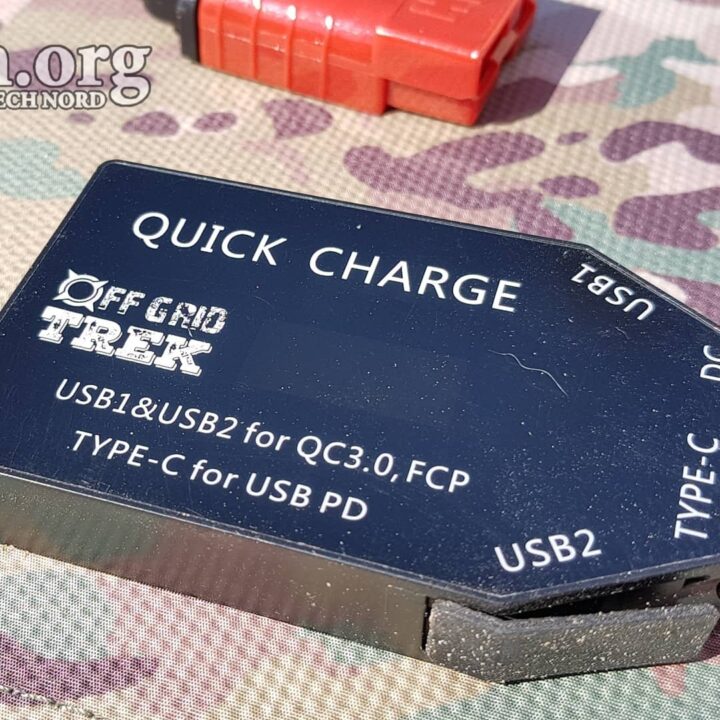 .org
TECH NORD
QUICK CHARGE
USB1
OFF GRID
TREK
DC
USB1&USB2 for QC3.0, FCP
TYPE-C for USB PD
TYPE-C
USB2